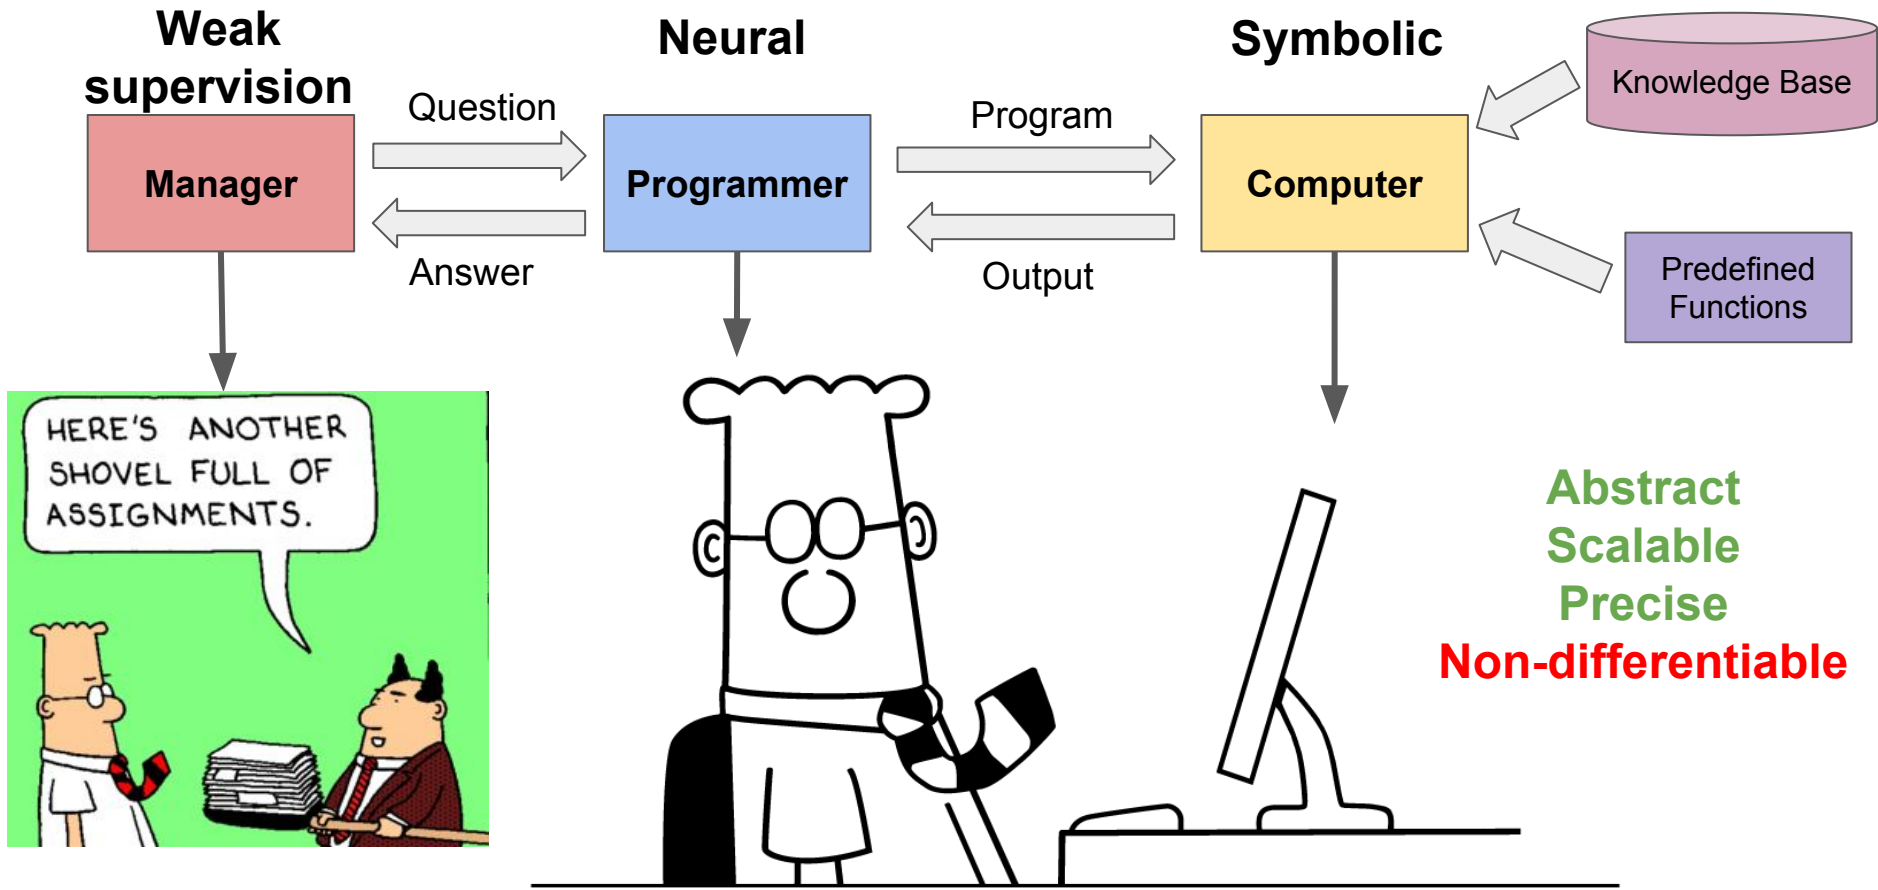 Weak
supervision
Neural
Symbolic
Knowledge Base
Question
Program
Manager
Programmer
Computer
Answer
Output
Predefined
Functions
HERE'S ANOTHER
SHOVEL FULL OF
ASSIGNMENTS.
Abstract
Scalable
Precise
Non-differentiable